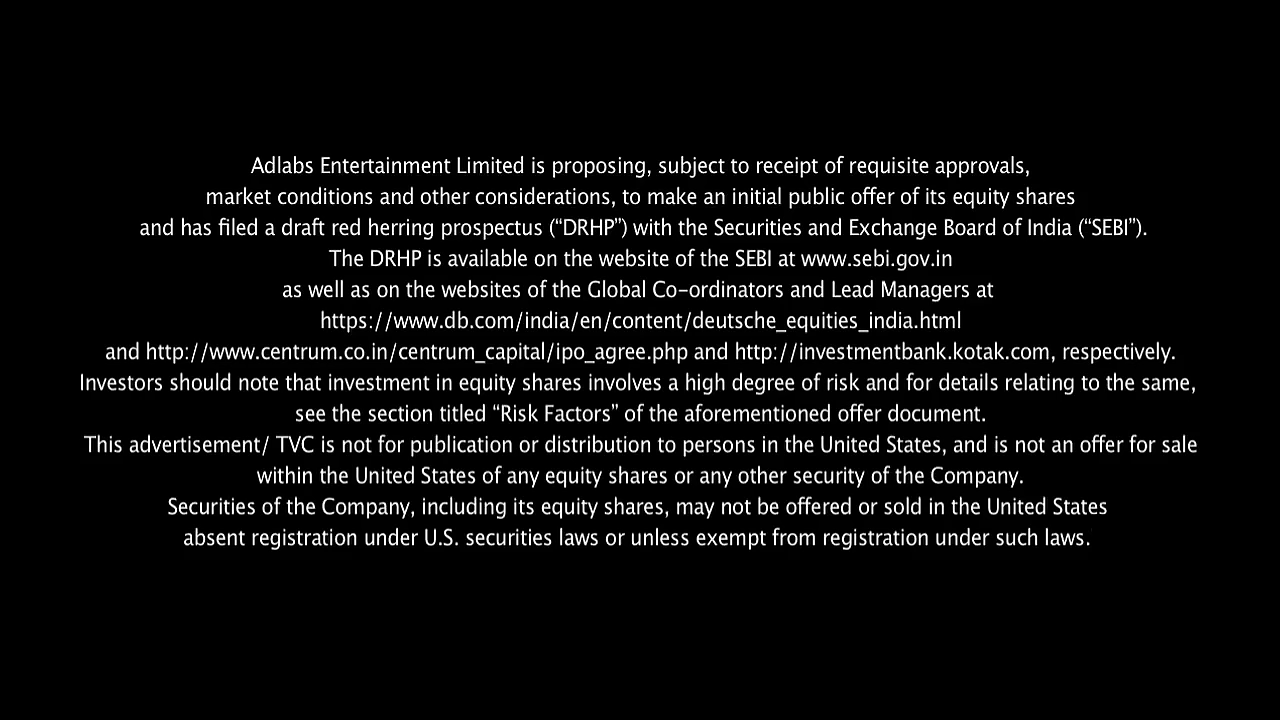 Adlabs Entertainment Limited is proposing, subject to receipt of requisite approvals,
market conditions and other considerations, to make an initial public offer of its equity shares
and has filed a draft red herring prospectus (“DRHP”) with the Securities and Exchange Board of India (“SEBI”).
The DRHP is available on the website of the SEBI at www.sebi.gov.in
as well as on the websites of the Global Co-ordinators and Lead Managers at
https://www.db.com/india/en/content/deutsche_equities_india.html
and http://www.centrum.co.in/centrum_capital/ipo_agree.php and http://investmentbank.kotak.com, respectively.
Investors should note that investment in equity shares involves a high degree of risk and for details relating to the same,
see the section titled “Risk Factors” of the aforementioned offer document.
This advertisement/ TVC is not for publication or distribution to persons in the United States, and is not an offer for sale
within the United States of any equity shares or any other security of the Company.
Securities of the Company, including its equity shares, may not be offered or sold in the United States
absent registration under U.S. securities laws or unless exempt from registration under such laws.